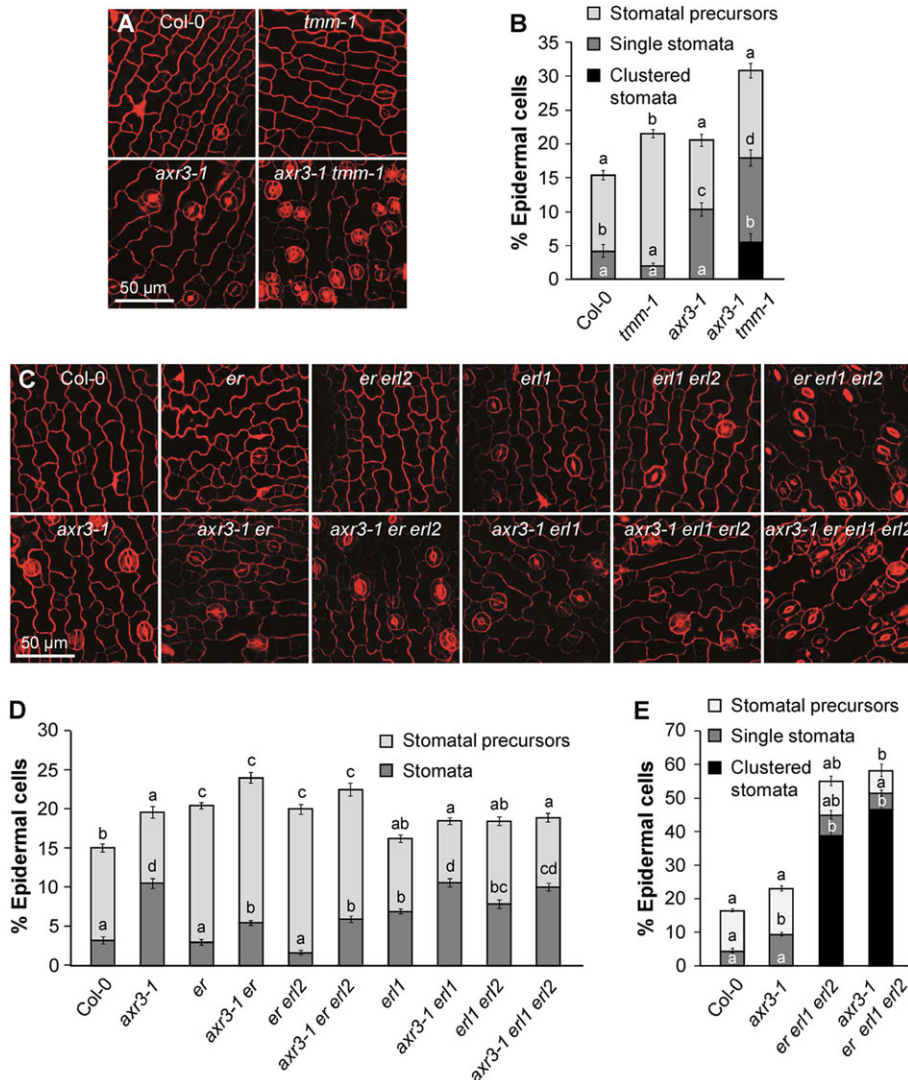 A
Col-0
tmm-1
axr3-1
axr3-1 tmm-1
50 µm
B
Stomatal precursors
Single stomata
Clustered
stomata
% Epidermal cells
35
30
25
20
15
10
5
0
a
b
a
b
a
a
a
c
a
a
d
b
Col-0
tmm-1
axr3-1
axr3-1
tmm-1
C
Col-0
er
er erl2
erl1
erl1 erl2
er erl1 erl2
axr3-1
axr3-1 er
axr3-1 er erl2
axr3-1 erl1
axr3-1 erl1 erl2
axr3-1 er erl1 erl2
50 µm
D
Stomatal precursors
Stomata
% Epidermal cells
30
25
20
15
10
5
0
b
a
a
d
c
a
c
b
c
a
c
b
ab
b
a
d
ab
bc
a
cd
Col-0
axr3-1
er
axr3-1 er
er erl2
axr3-1 er erl2
erl1
axr3-1 erl1
erl1 erl2
axr3-1 erl1 erl2
E
Stomatal precursors
Single stomata
Clustered
stomata
% Epidermal cells
70
60
50
40
30
20
10
0
a
a
a
a
b
a
ab
ab
b
b
a
b
Col-0
axr3-1
er erl1 erl2
axr3-1
er erl1 erl2